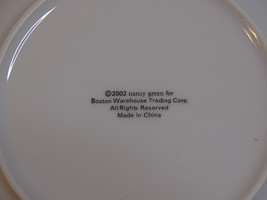 ©2002 nancy green for
Boston Warehouse Trading Corp.
All Rights Reserved
Made In China